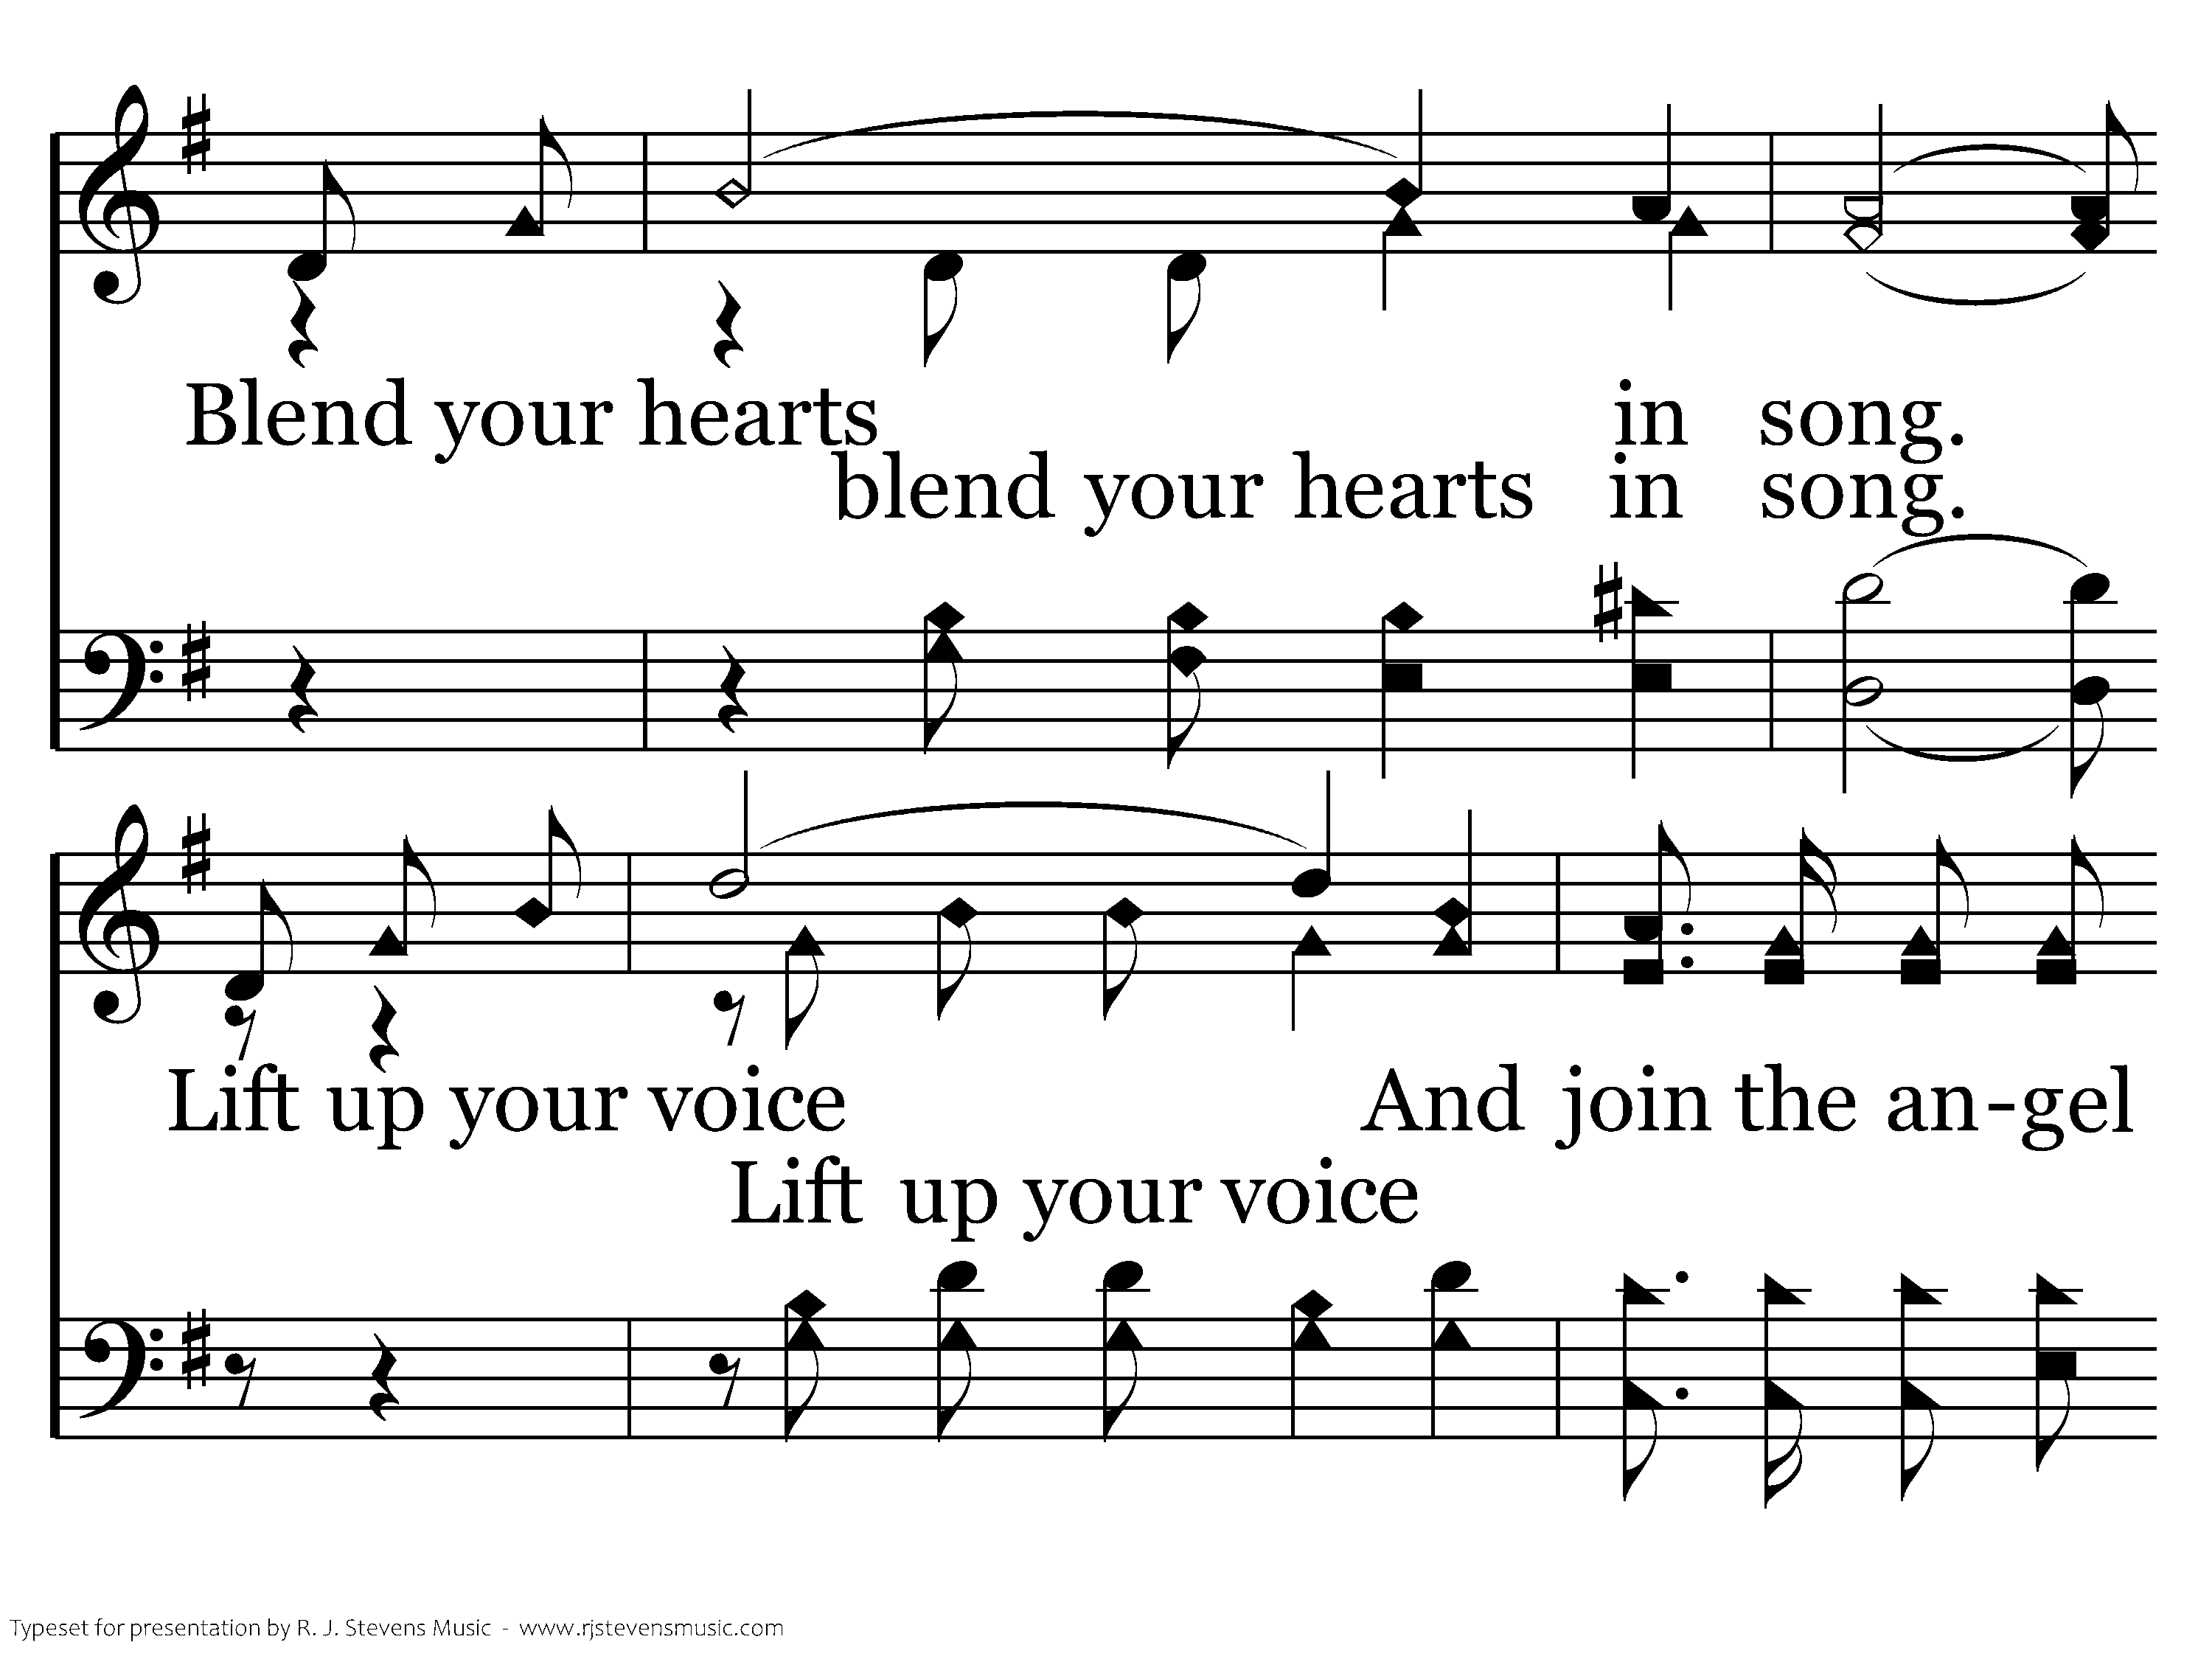 Blend your hearts in song.
blend your hearts in song.
Lift up your voice And join the an-gel
Lift up your voice
Typeset for presentation by R. J. Stevens Music - www.rjstevensmusic.com